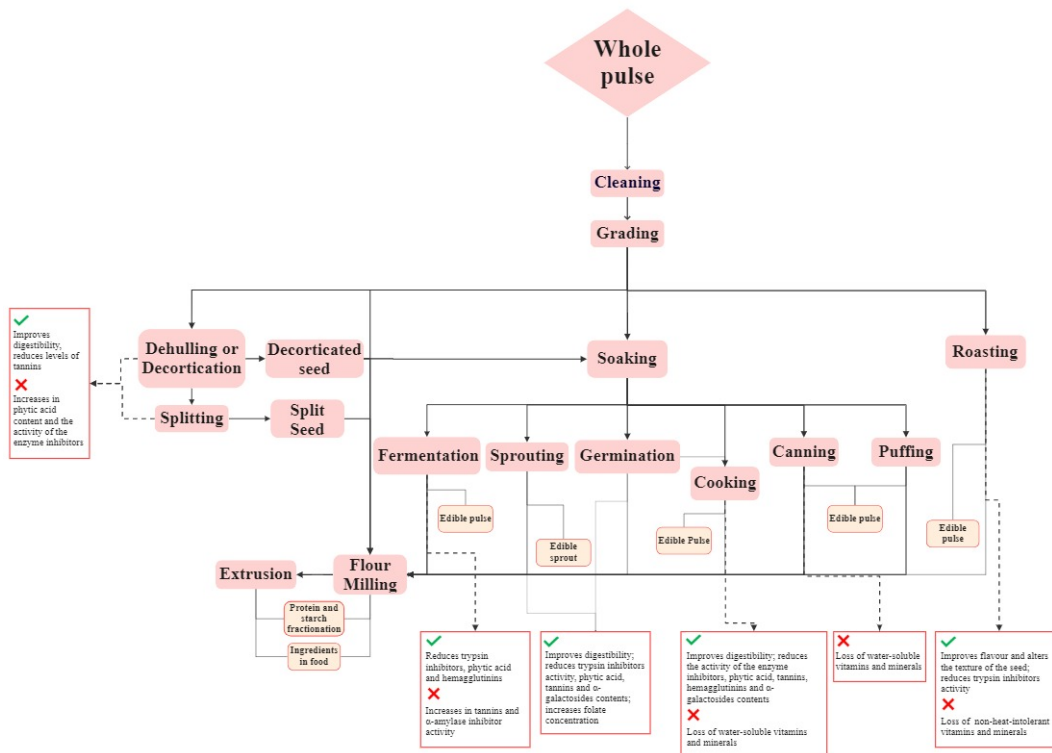 Whole
pulse
Cleaning
Grading
Improves
digestibility,
reduces levels of
tannins
Increases in
phytic acid
content and the
activity of the
enzyme inhibitors
Dehulling or
Decortication
Decorticated
seed
Soaking
Roasting
Splitting
Split
Seed
Fermentation
Sprouting
Germination
Cooking
Canning
Puffing
Edible pulse
Edible
sprout
Edible Pulse
Edible pulse
Edible
pulse
Extrusion
Flour
Milling
Protein and
starch
fractionation
Ingredients
in food
Reduces trypsin
inhibitors, phytic acid
and hemagglutinins
Increases in tannins and
α-amylase inhibitor
activity
Improves digestibility;
reduces trypsin inhibitors
activity, phytic acid,
tannins and α-
galactosides contents;
increases folate
concentration
Improves digestibility; reduces
the activity of the enzyme
inhibitors, phytic acid, tannins,
hemagglutinins and α-
galactosides contents
Loss of water-soluble vitamins
and minerals
Loss of water-soluble
vitamins and minerals
Improves flavour and alters
the texture of the seed;
reduces trypsin inhibitors
activity
Loss of  non-heat-intolerant
vitamins and minerals